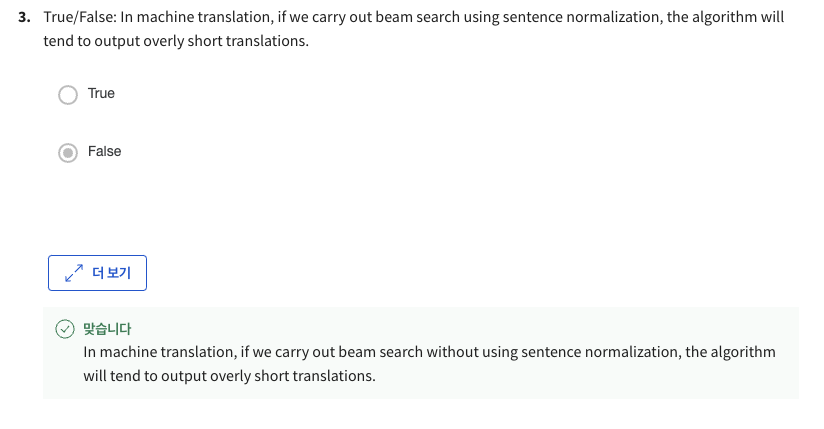 3. True/False: In machine translation, if we carry out beam search using sentence normalization, the algorithm will
tend to output overly short translations.
True
False
더 보기
맞습니다
In machine translation, if we carry out beam search without using sentence normalization, the algorithm
will tend to output overly short translations.